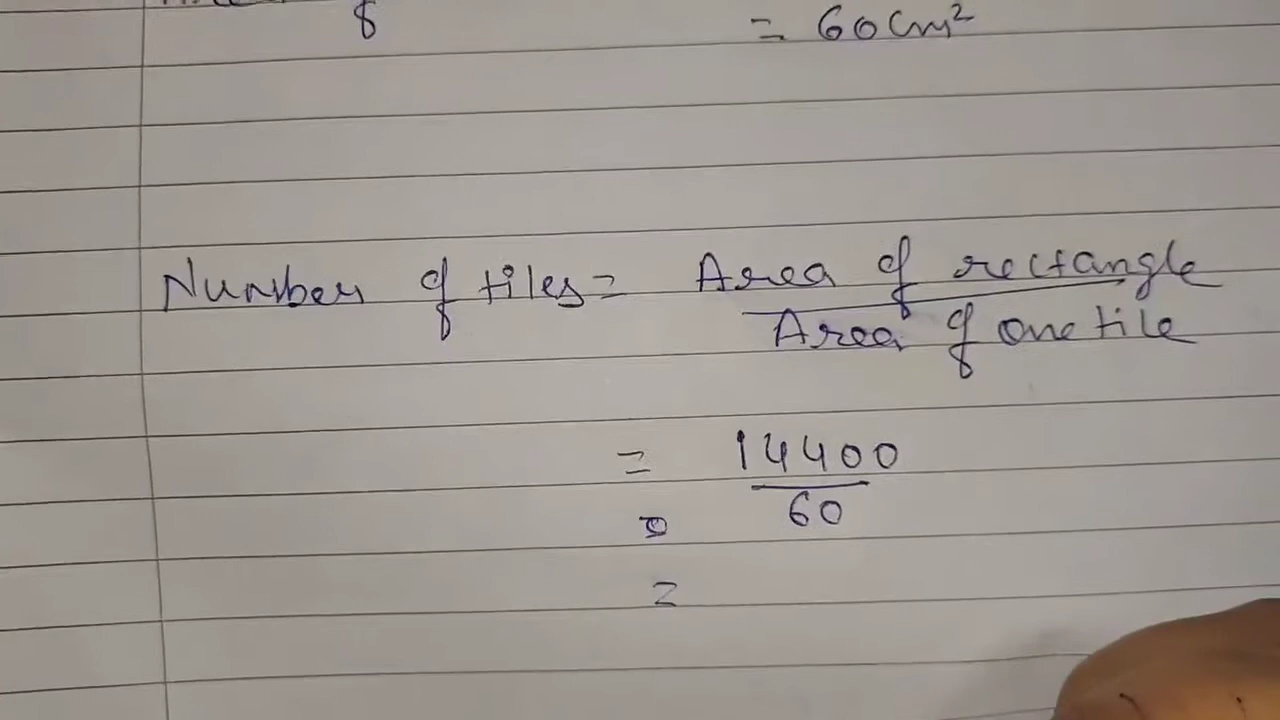 = 60cm²
Number of tiles = Area of rectangle
Area of one tile
= 14400
60
=